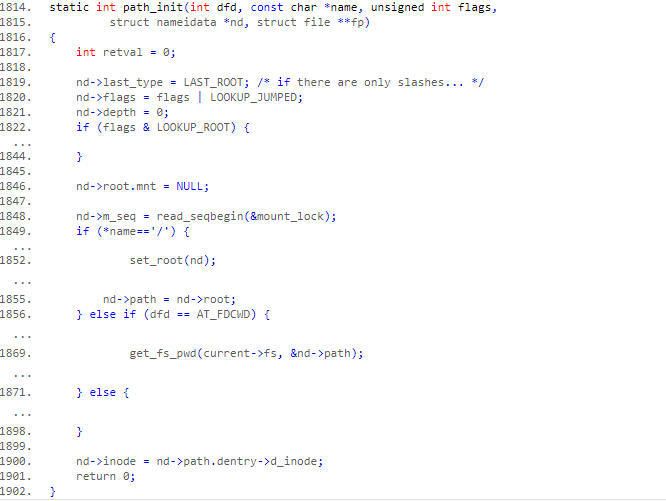 1814. static int path_init(int dfd, const char *name, unsigned int flags,
1815. struct nameidata *nd, struct file **fp)
1816. {
1817. int retval = 0;
1818.
1819. nd->last_type = LAST_ROOT; /* if there are only slashes... */
1820. nd->flags = flags | LOOKUP_JUMPED;
1821. nd->depth = 0;
1822. if (flags & LOOKUP_ROOT) {
...
1844. }
1845.
1846. nd->root.mnt = NULL;
1847.
1848. nd->m_seq = read_seqbegin(&mount_lock);
1849. if (*name=='/') {
...
1852. set_root(nd);
...
1855. nd->path = nd->root;
1856. } else if (dfd == AT_FDCWD) {
...
1869. get_fs_pwd(current->fs, &nd->path);
...
1871. } else {
...
1898. }
1899.
1900. nd->inode = nd->path.dentry->d_inode;
1901. return 0;
1902. }